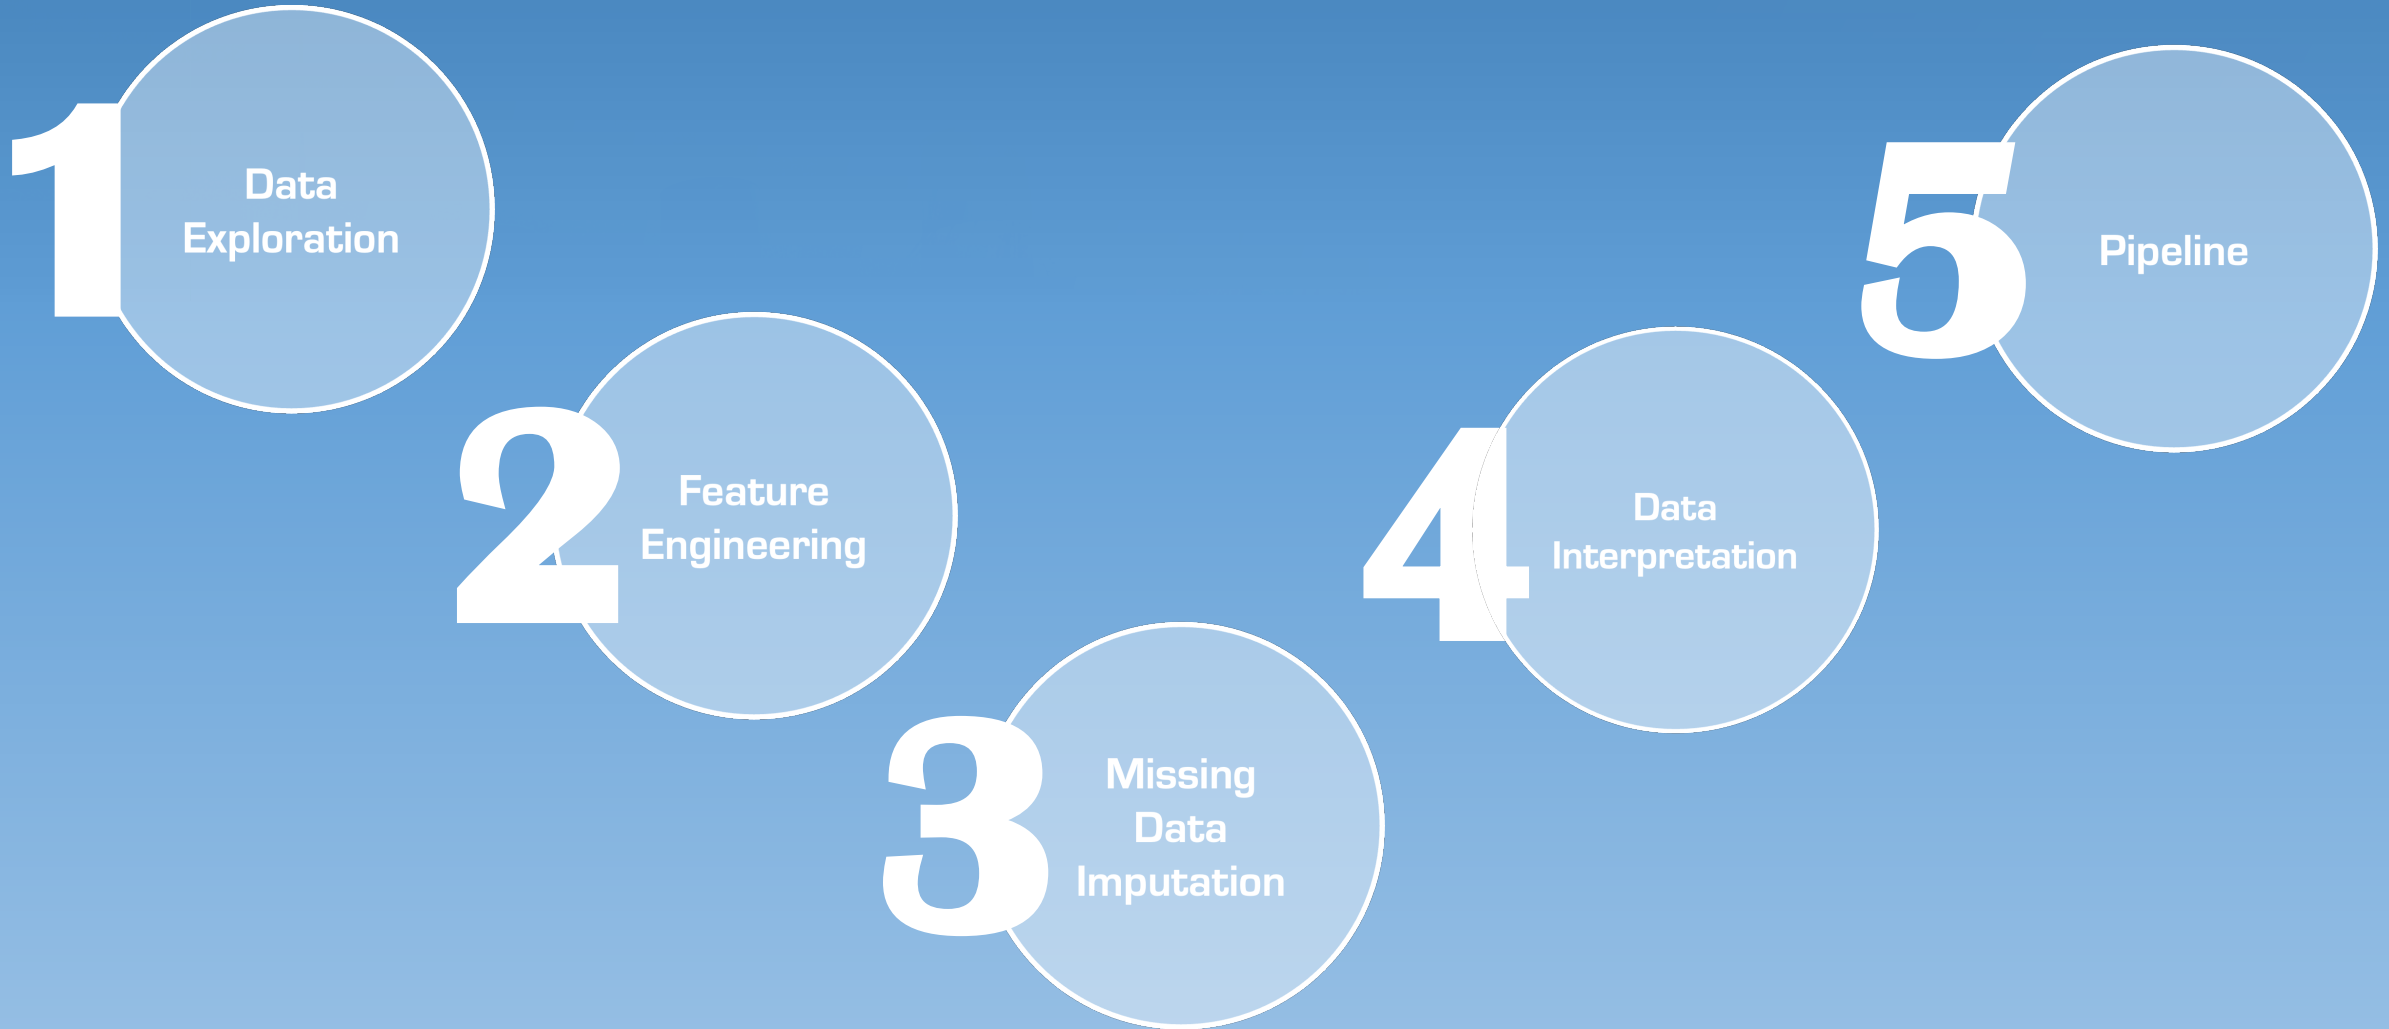 1
Data
Exploration
2
Feature
Engineering
3
Missing
Data
Imputation
4
Data
Interpretation
5
Pipeline